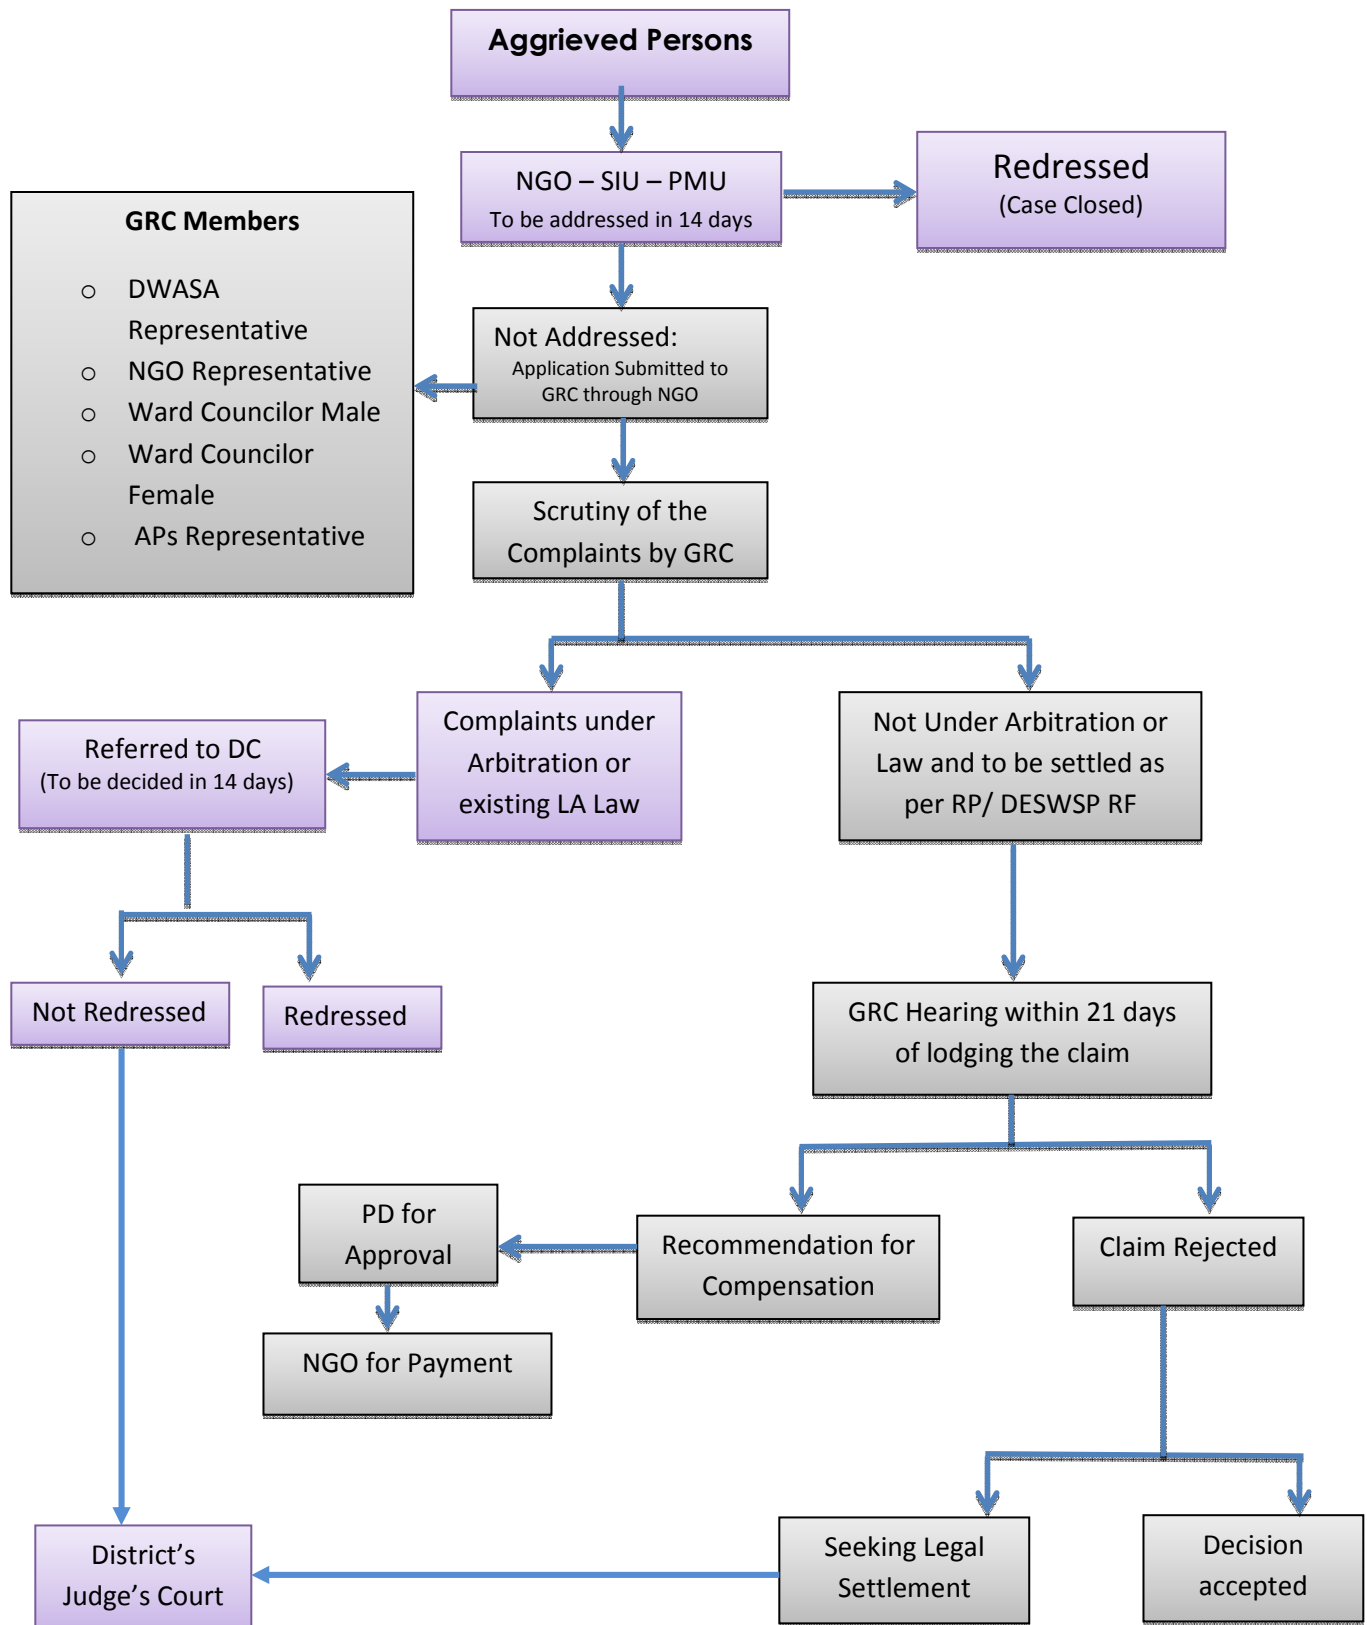 Aggrieved Persons
NGO – SIU – PMU
To be addressed in 14 days
Redressed
(Case Closed)
GRC Members
o DWASA
Representative
o NGO Representative
o Ward Councilor Male
o Ward Councilor
Female
o APs Representative
Not Addressed:
Application Submitted to
GRC through NGO
Scrutiny of the
Complaints by GRC
Complaints under
Arbitration or
existing LA Law
Not Under Arbitration or
Law and to be settled as
per RP/ DESWSP RF
Referred to DC
(To be decided in 14 days)
Not Redressed
Redressed
GRC Hearing within 21 days
of lodging the claim
PD for
Approval
Recommendation for
Compensation
Claim Rejected
NGO for Payment
District’s
Judge’s Court
Seeking Legal
Settlement
Decision
accepted